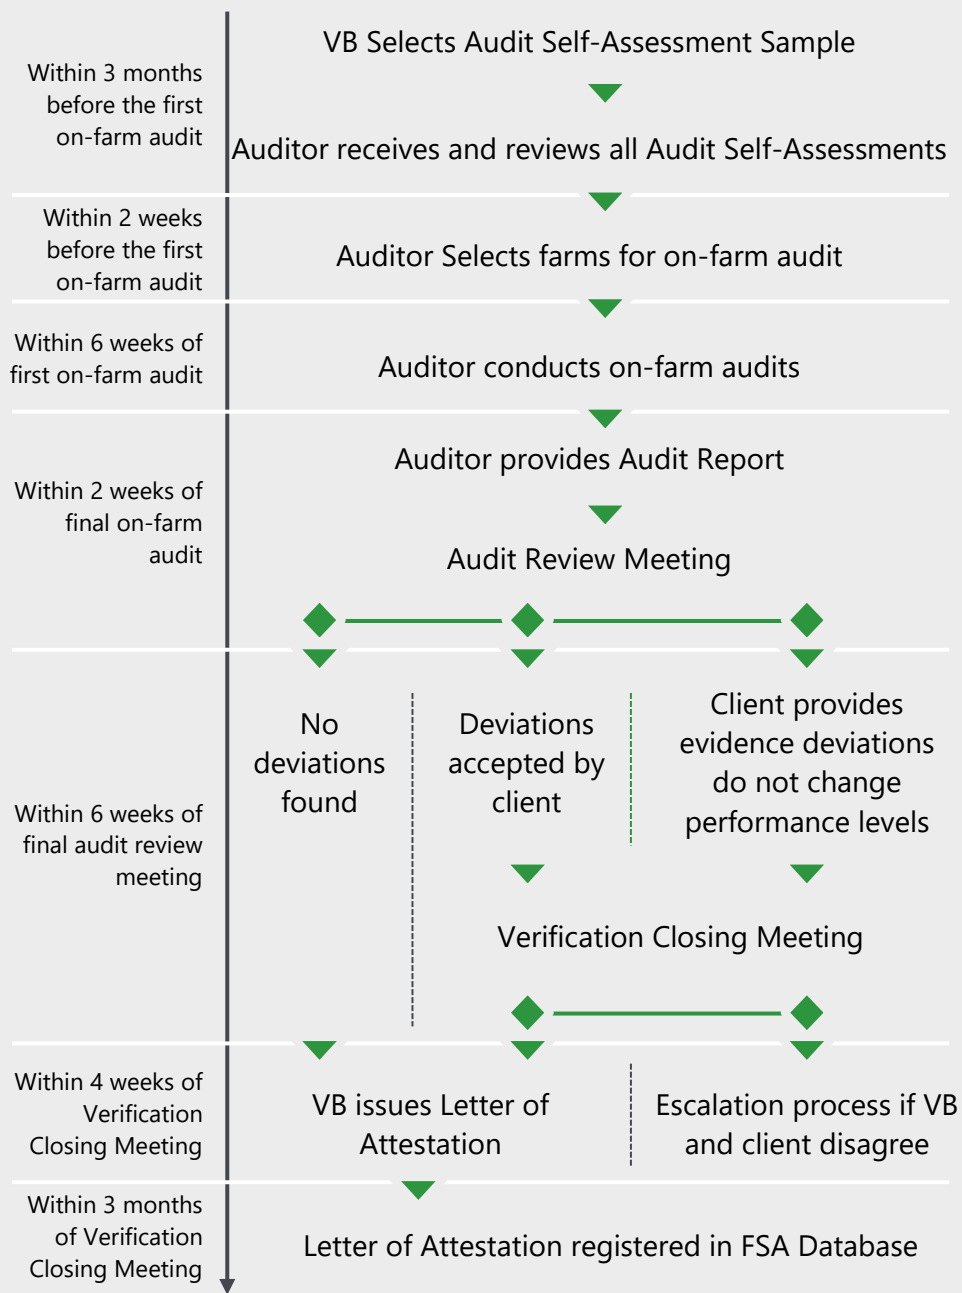 VB Selects Audit Self-Assessment Sample
Within 3 months
before the first
on-farm audit
Auditor receives and reviews all Audit Self-Assessments
Within 2 weeks
before the first
on-farm audit
Auditor Selects farms for on-farm audit
Within 6 weeks of
first on-farm audit
Auditor conducts on-farm audits
Auditor provides Audit Report
Within 2 weeks of
final on-farm
audit
Audit Review Meeting
No
deviations
found
Deviations
accepted by
client
Client provides
evidence deviations
do not change
performance levels
Within 6 weeks of
final audit review
meeting
Verification Closing Meeting
Within 4 weeks of
Verification
Closing Meeting
VB issues Letter of
Attestation
Escalation process if VB
and client disagree
Within 3 months
of Verification
Closing Meeting
Letter of Attestation registered in FSA Database